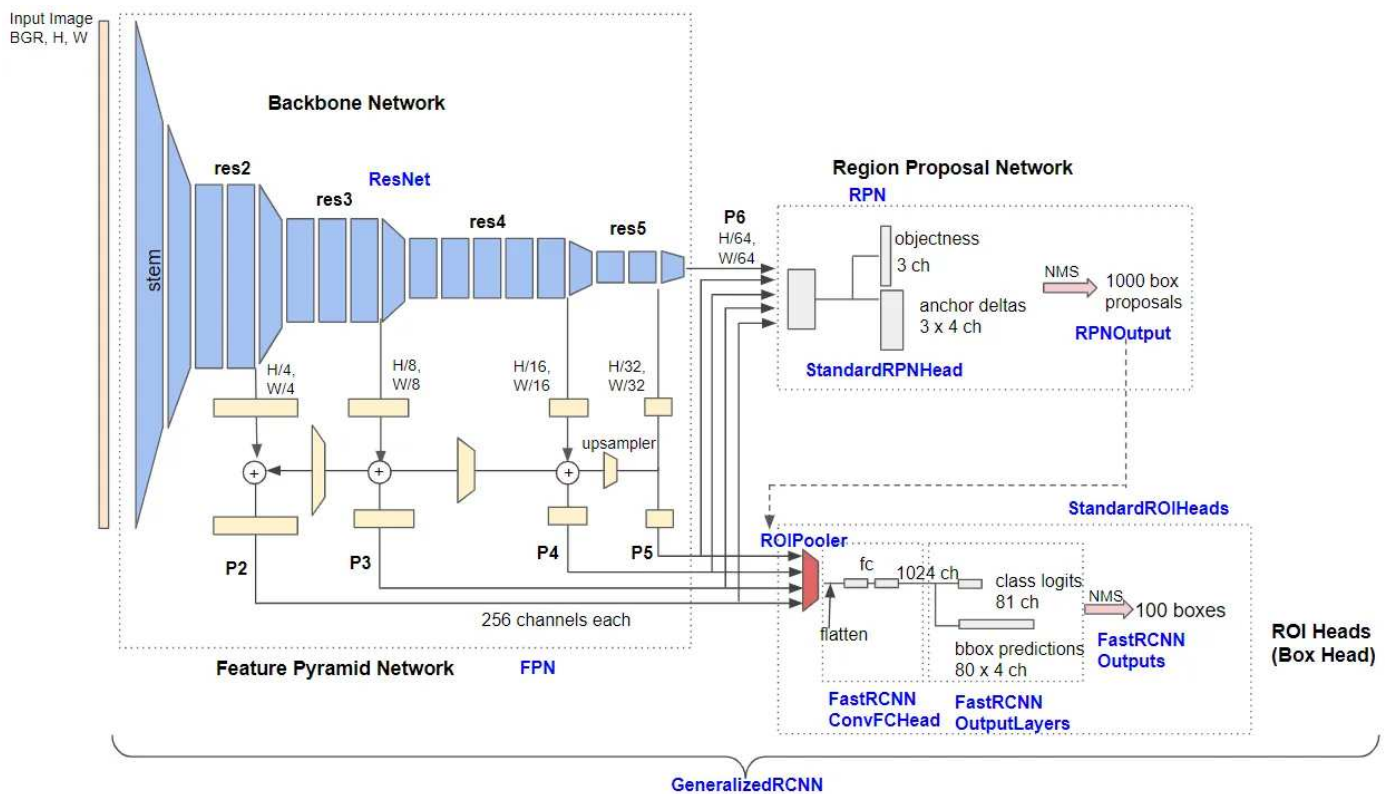 Input Image
BGR, H, W
Backbone Network
res2
ResNet
res3
res4
res5
stem
H/4,
W/4
H/8,
W/8
H/16,
W/16
H/32,
W/32
upsampler
P2
P3
P4
P5
256 channels each
Feature Pyramid Network
FPN
P6
H/64,
W/64
Region Proposal Network
RPN
objectness
3 ch
anchor deltas
3 x 4 ch
StandardRPNHead
NMS
1000 box
proposals
RPNOutput
StandardROIHeads
ROIPooler
fc
1024 ch
flatten
class logits
81 ch
bbox predictions
80 x 4 ch
NMS
100 boxes
FastRCNN
Outputs
FastRCNN
ConvFCHead
FastRCNN
OutputLayers
ROI Heads
(Box Head)
GeneralizedRCNN